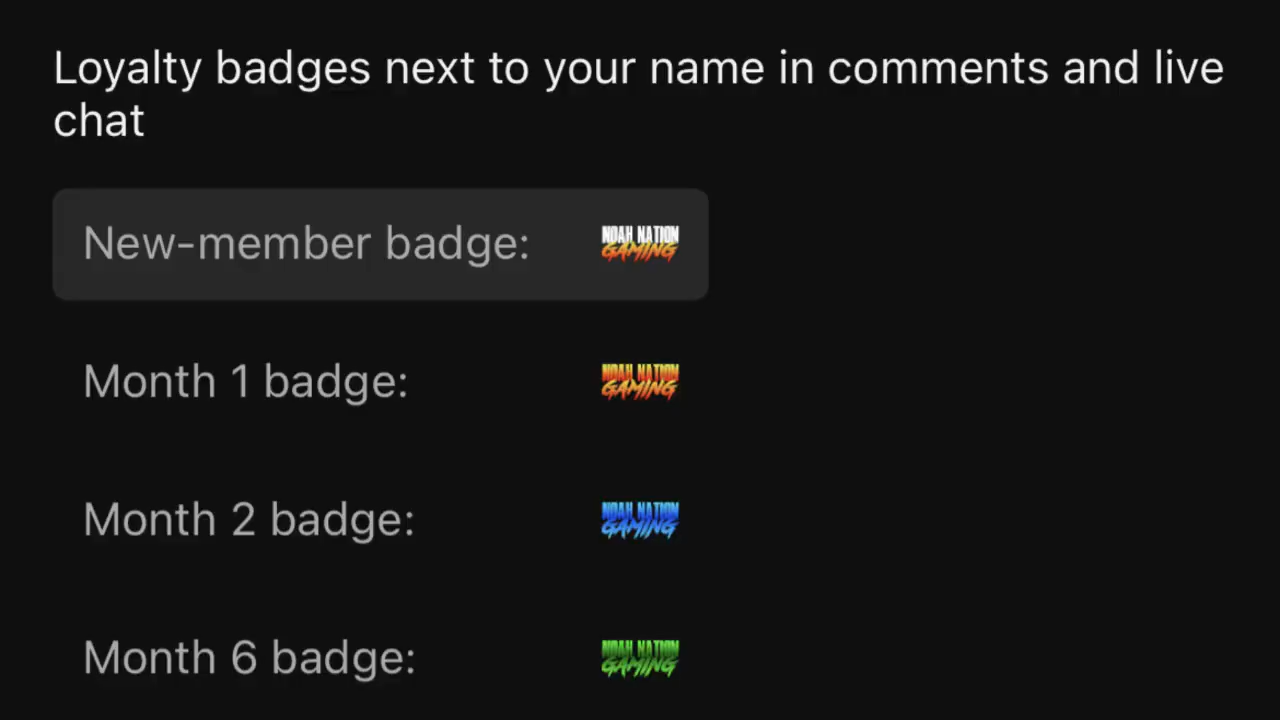 Loyalty badges next to your name in comments and live
chat
New-member badge:
NOAH NATION
GAMING
Month 1 badge:
NOAH NATION
GAMING
Month 2 badge:
NOAH NATION
GAMING
Month 6 badge:
NOAH NATION
GAMING